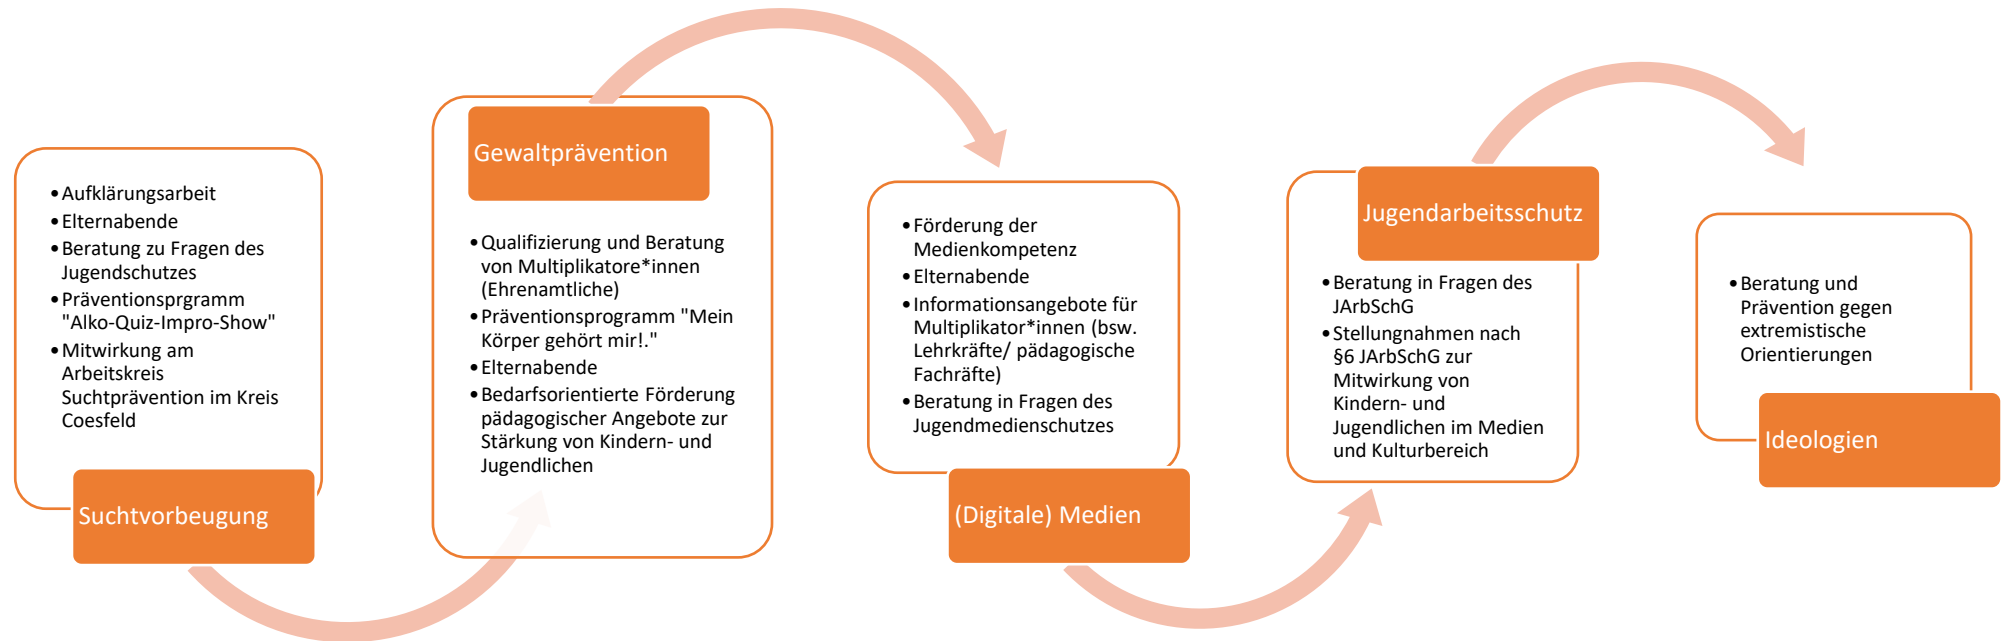 •Aufklärungsarbeit
•Elternabende
•Beratung zu Fragen des
Jugendschutzes
•Präventionsprgramm
"Alko-Quiz-Impro-Show"
•Mitwirkung am
Arbeitskreis
Suchtprävention im Kreis
Coesfeld
Suchtvorbeugung
Gewaltprävention
•Qualifizierung und Beratung
von Multiplikatore*innen
(Ehrenamtliche)
•Präventionsprogramm "Mein
Körper gehört mir!."
•Elternabende
•Bedarfsorientierte Förderung
pädagogischer Angebote zur
Stärkung von Kindern- und
Jugendlichen
•Förderung der
Medienkompetenz
•Elternabende
•Informationsangebote für
Multiplikator*innen (bsw.
Lehrkräfte/ pädagogische
Fachräfte)
•Beratung in Fragen des
Jugendmedienschutzes
(Digitale) Medien
Jugendarbeitsschutz
•Beratung in Fragen des
JArbSchG
•Stellungnahmen nach
§6 JArbSchG zur
Mitwirkung von
Kindern- und
Jugendlichen im Medien
und Kulturbereich
•Beratung und
Prävention gegen
extremistische
Orientierungen
Ideologien